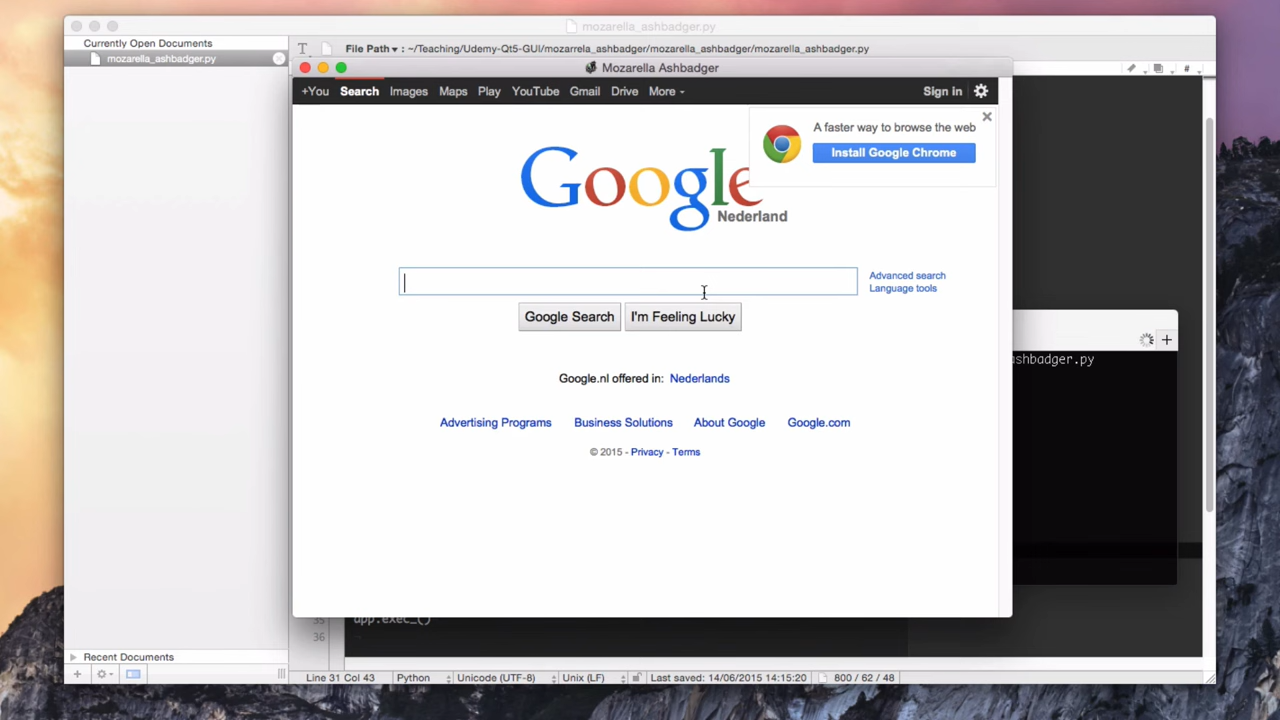 mozarella_ashbadger.py
Currently Open Documents
mozarella_ashbadger.py
File Path ▾ : ~/Teaching/Udemy-Qt5-GUI/mozarrela_ashbadger/mozarella_ashbadger/mozarella_ashbadger.py
Mozarella Ashbadger
+You Search Images Maps Play YouTube Gmail Drive More Sign in
A faster way to browse the web
Install Google Chrome
Google
Nederland
Advanced search
Language tools
Google Search I'm Feeling Lucky
ashbadger.py
Google.nl offered in: Nederlands
Advertising Programs Business Solutions About Google Google.com
© 2015 - Privacy - Terms
35 app.exec_()
36
Recent Documents
Line 31 Col 43 Python Unicode (UTF-8) Unix (LF) Last saved: 14/06/2015 14:15:20 800 / 62 / 48